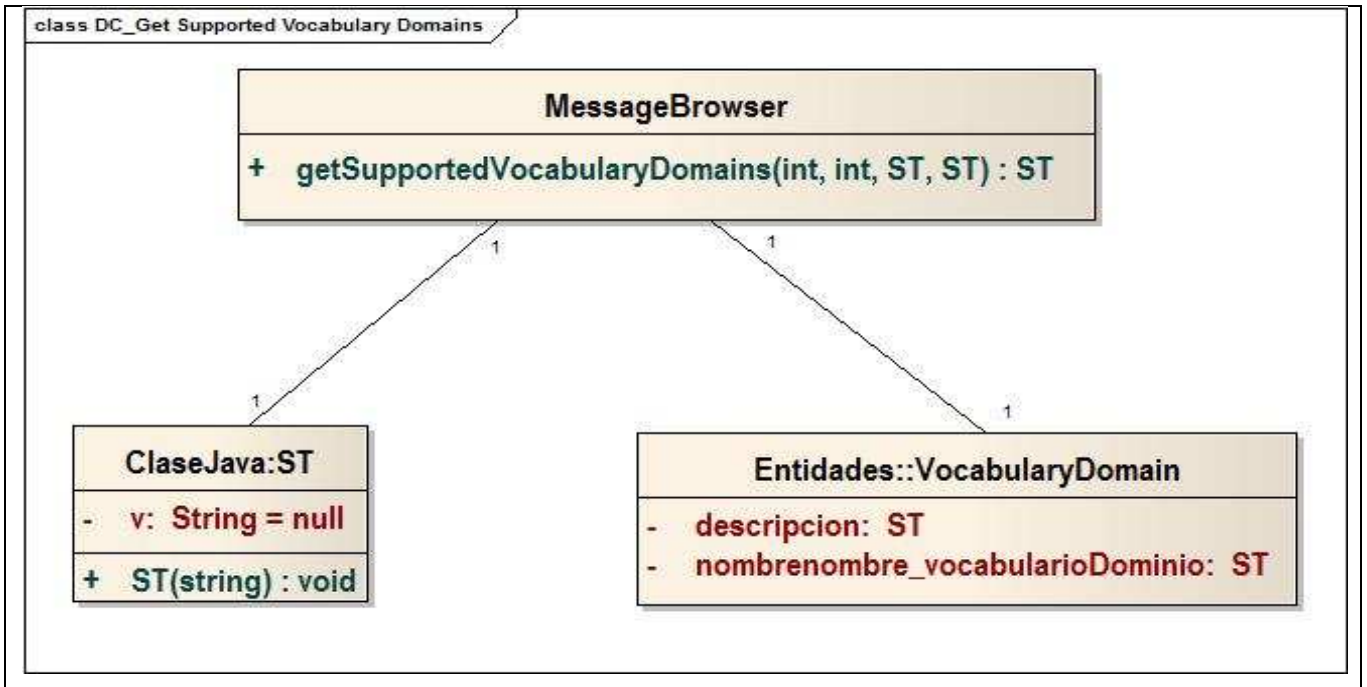 class DC_Get Supported Vocabulary Domains
MessageBrowser
+ getSupportedVocabularyDomains(int, int, ST, ST) : ST
1
1
1
1
ClaseJava:ST
- v: String = null
+ ST(string) : void
Entidades::VocabularyDomain
- descripcion: ST
- nombrenombre_vocabularioDominio: ST